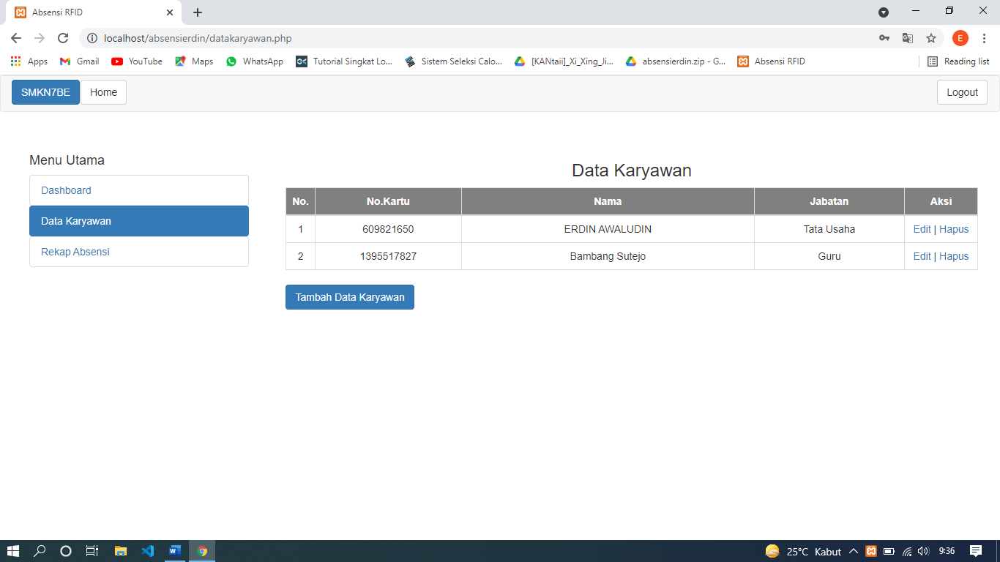 Absensi RFID
localhost/absensierdin/datakaryawan.php
E
Apps Gmail YouTube Maps WhatsApp Tutorial Singkat Lo... Sistem Seleksi Calo... [KANtaii]_Xi_Xing_Ji... absensierdin.zip - G... Absensi RFID Reading list
SMKN7BE Home Logout
Menu Utama
Dashboard
Data Karyawan
Rekap Absensi
Data Karyawan
No. No.Kartu Nama Jabatan Aksi
1 609821650 ERDIN AWALUDIN Tata Usaha Edit | Hapus
2 1395517827 Bambang Sutejo Guru Edit | Hapus
Tambah Data Karyawan
25°C Kabut 9:36